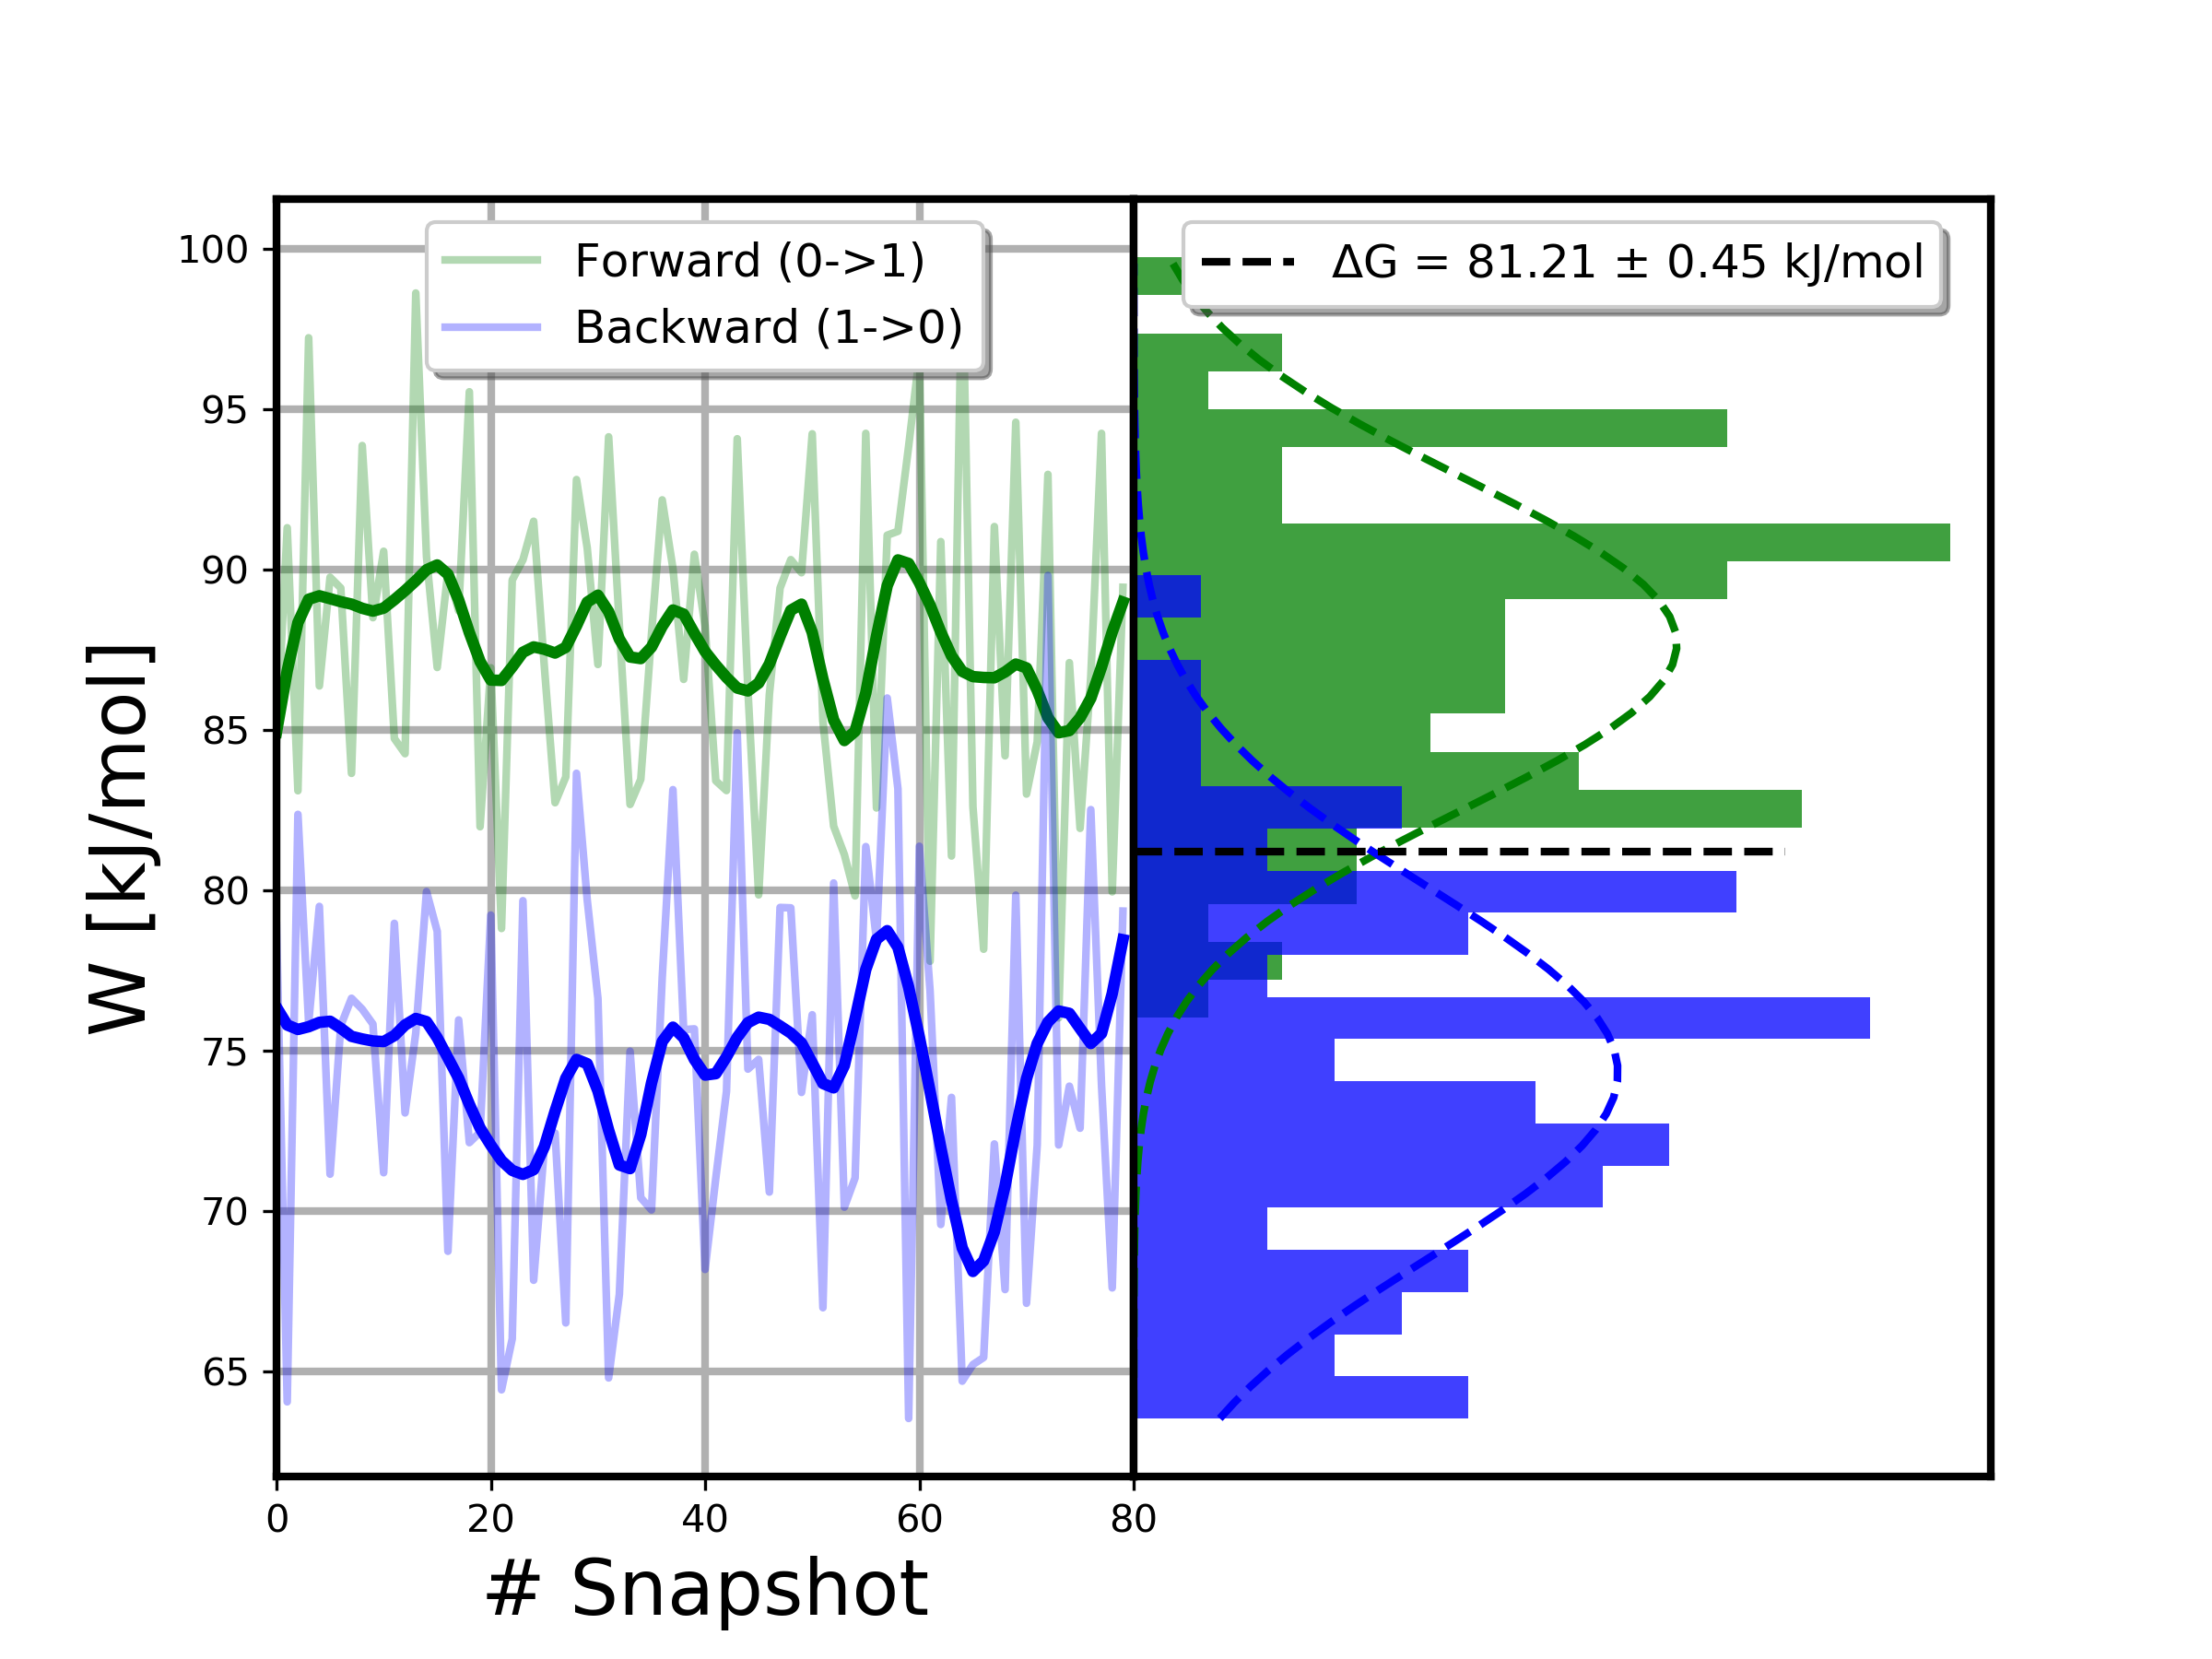 Forward (0->1)
Backward (1->0)
ΔG = 81.21 ± 0.45 kJ/mol
100
95
90
85
80
75
70
65
W [kJ/mol]
0 20 40 60 80
# Snapshot